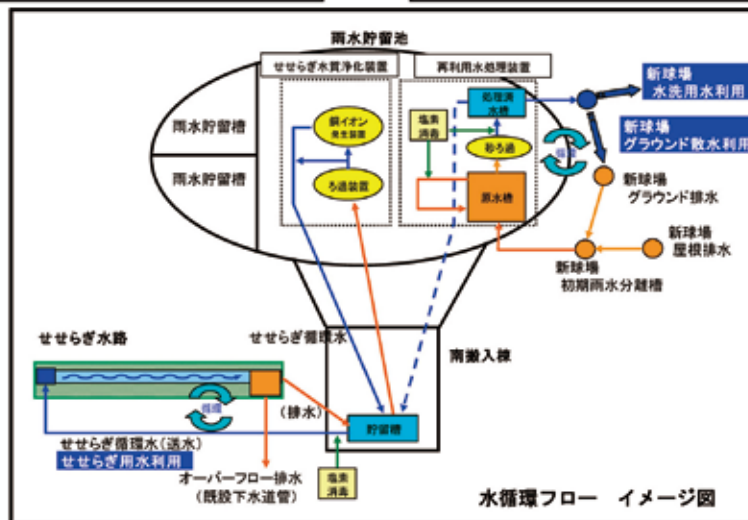 雨水貯留池
せせらぎ水質浄化装置
再利用水処理装置
雨水貯留槽
雨水貯留槽
銅イオン
発生装置
ろ過装置
塩素
消毒
処理済
水槽
砂ろ過
原水槽
循環
新球場
水洗用水利用
新球場
グラウンド散水利用
新球場
グラウンド排水
新球場
屋根排水
新球場
初期雨水分離槽
せせらぎ水路
せせらぎ循環水
南搬入棟
循環
(排水)
貯留槽
せせらぎ循環水(送水)
せせらぎ用水利用
オーバーフロー排水
(既設下水道管)
塩素
消毒
水循環フロー イメージ図